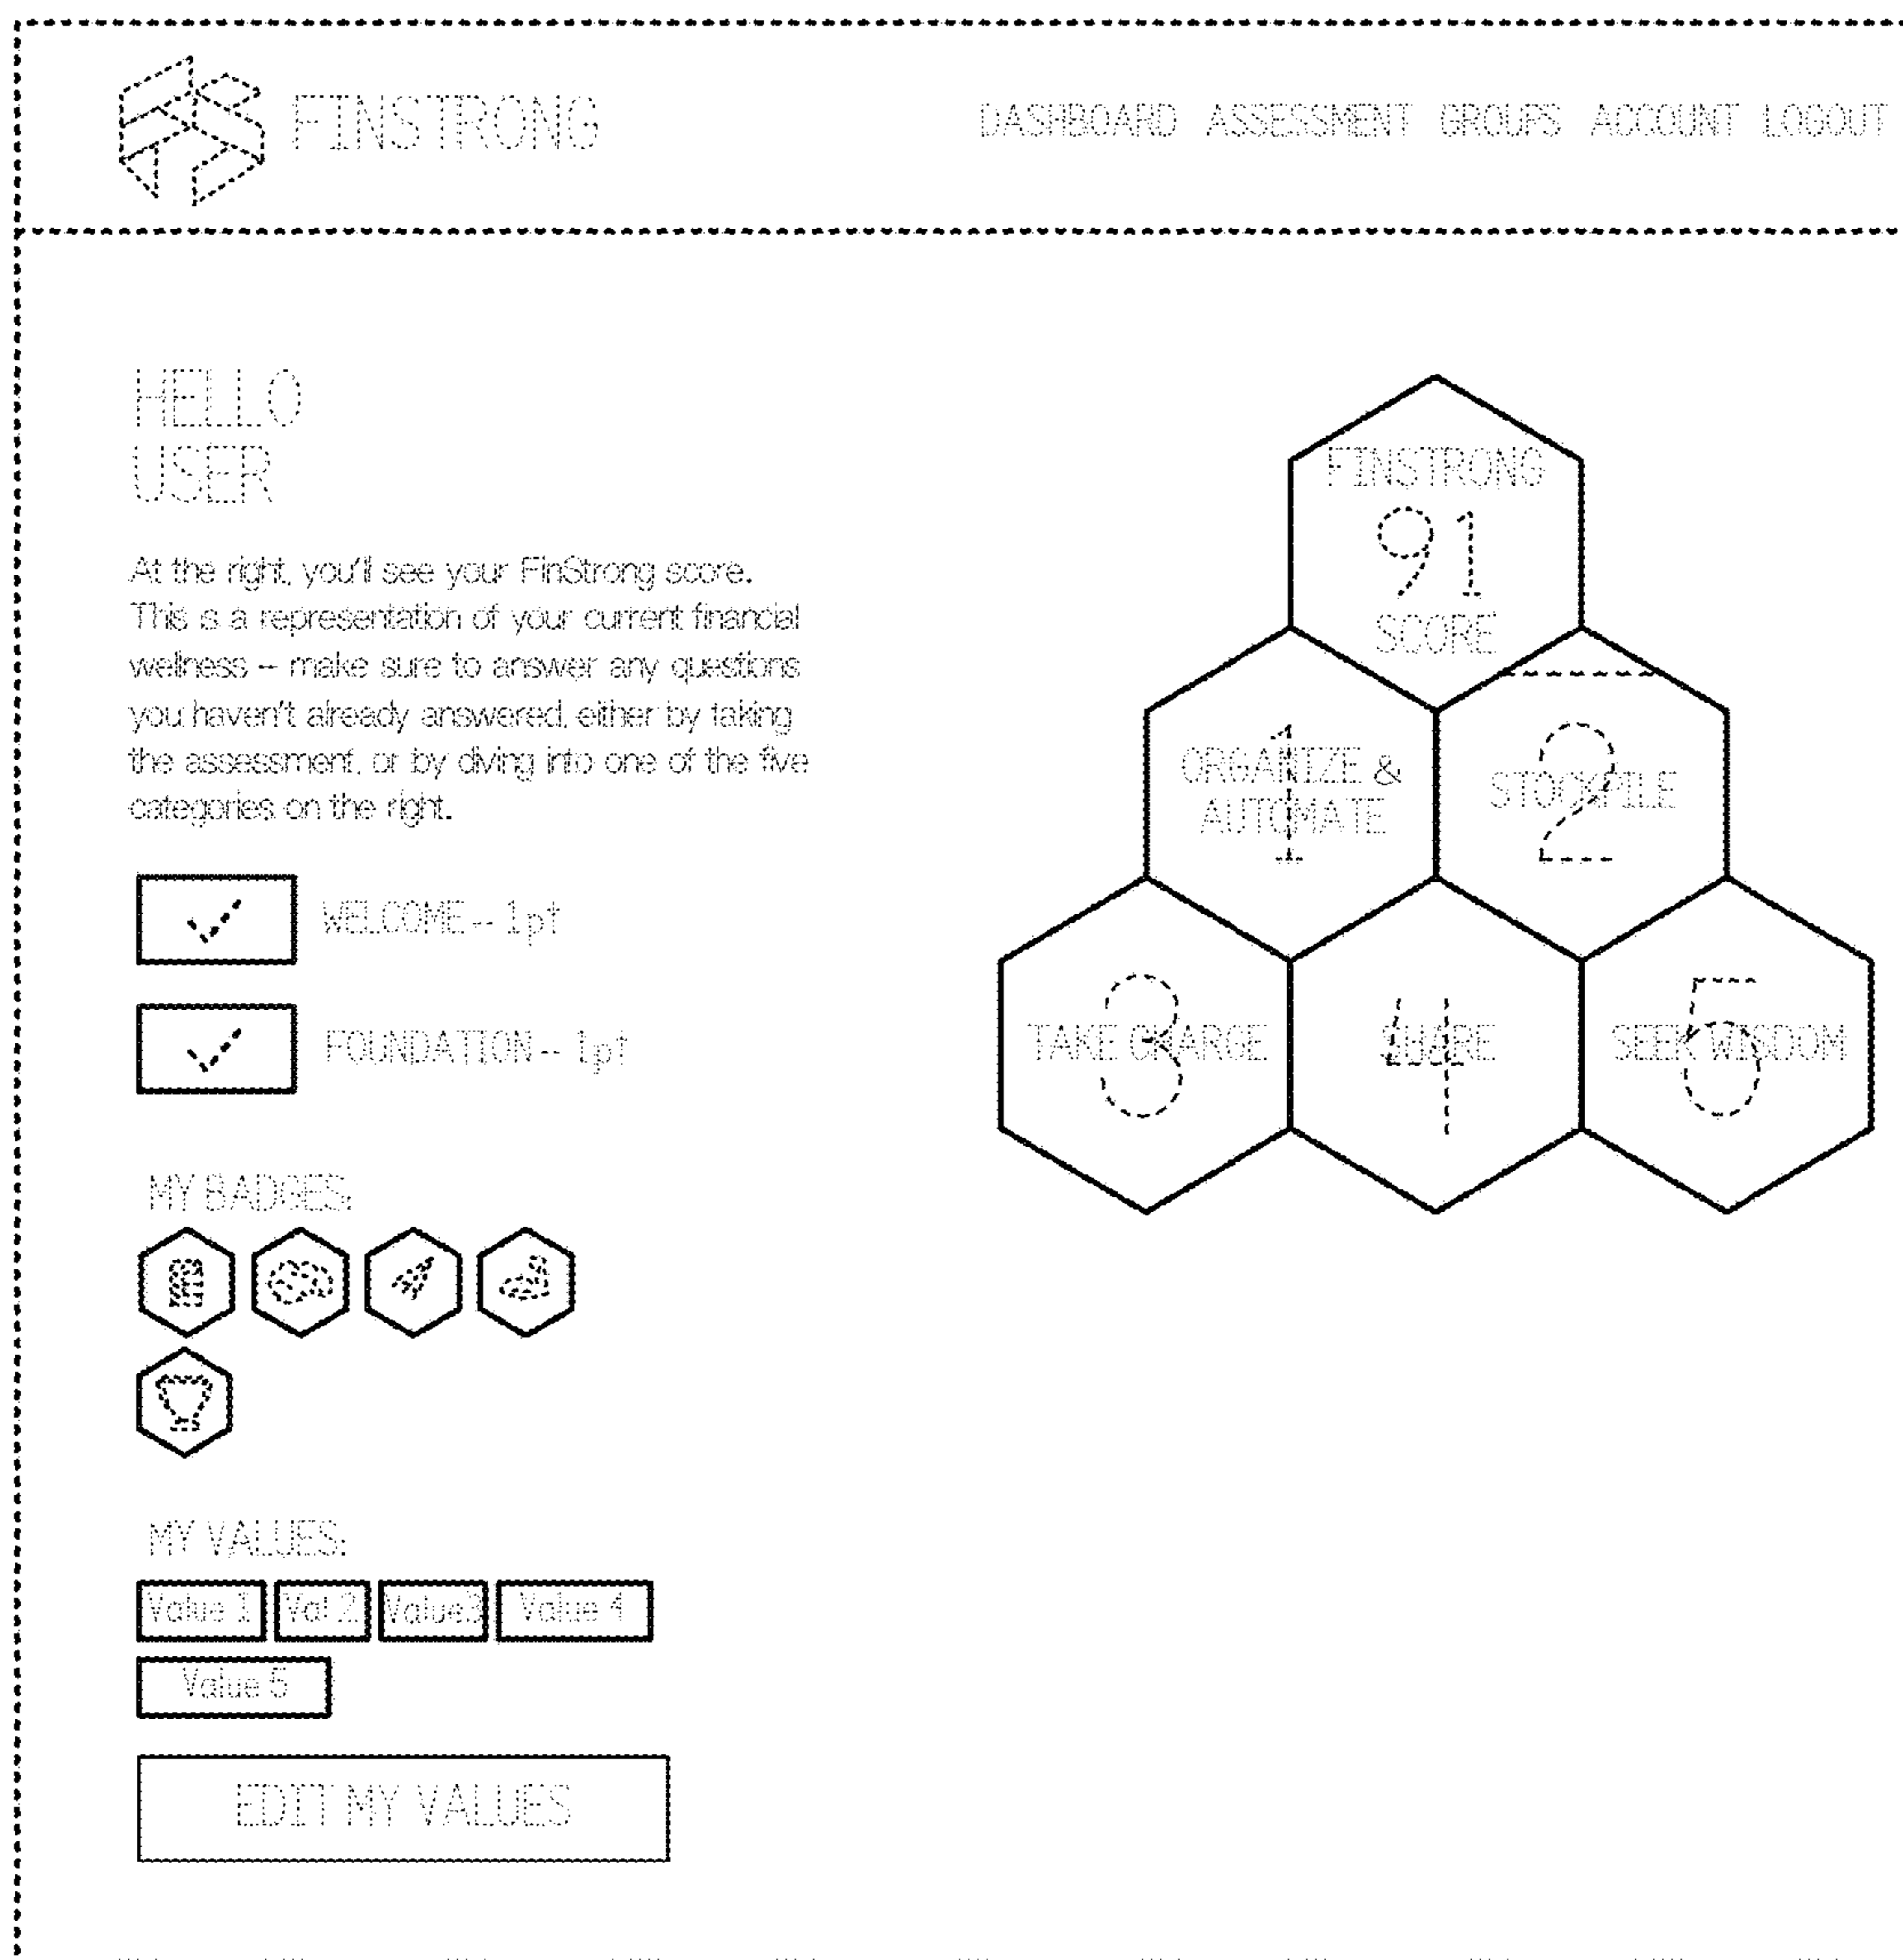 FINSTRONG
DASHBOARD ASSESSMENT GROUPS ACCOUNT LOGOUT
HELLO
USER
At the right, you'll see your FinStrong score.
This is a representation of your current financial
wellness -- make sure to answer any questions
you haven't already answered, either by taking
the assessment, or by diving into one of the five
categories on the right.
WELCOME -- 1pt
FOUNDATION -- 1pt
MY BADGES:
MY VALUES:
Value 1 Val 2 Value3 Value 4
Value 5
EDIT MY VALUES
FINSTRONG
91
SCORE
1
ORGANIZE &
AUTOMATE
2
STOCKPILE
3
TAKE CHARGE
4
SHARE
5
SEEK WISDOM